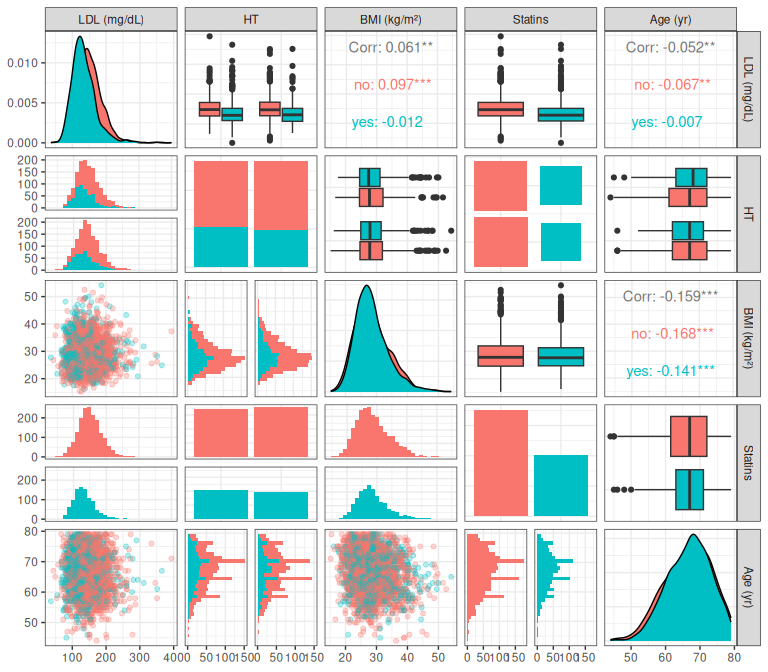 LDL (mg/dL) HT BMI (kg/m²) Statins Age (yr)
0.010
0.005
0.000
Corr: 0.061**
no: 0.097***
yes: -0.012
Corr: -0.052**
no: -0.067**
yes: -0.007
LDL (mg/dL)
200
150
100
50
0
200
150
100
50
0
HT
50
40
30
20
Corr: -0.159***
no: -0.168***
yes: -0.141***
BMI (kg/m²)
200
100
0
200
100
0
Statins
80
70
60
50
Age (yr)
100 200 300 400
0 50 100 150
0 50 100 150
20 30 40 50
0 50 100 150
0 50 100 150
50 60 70 80